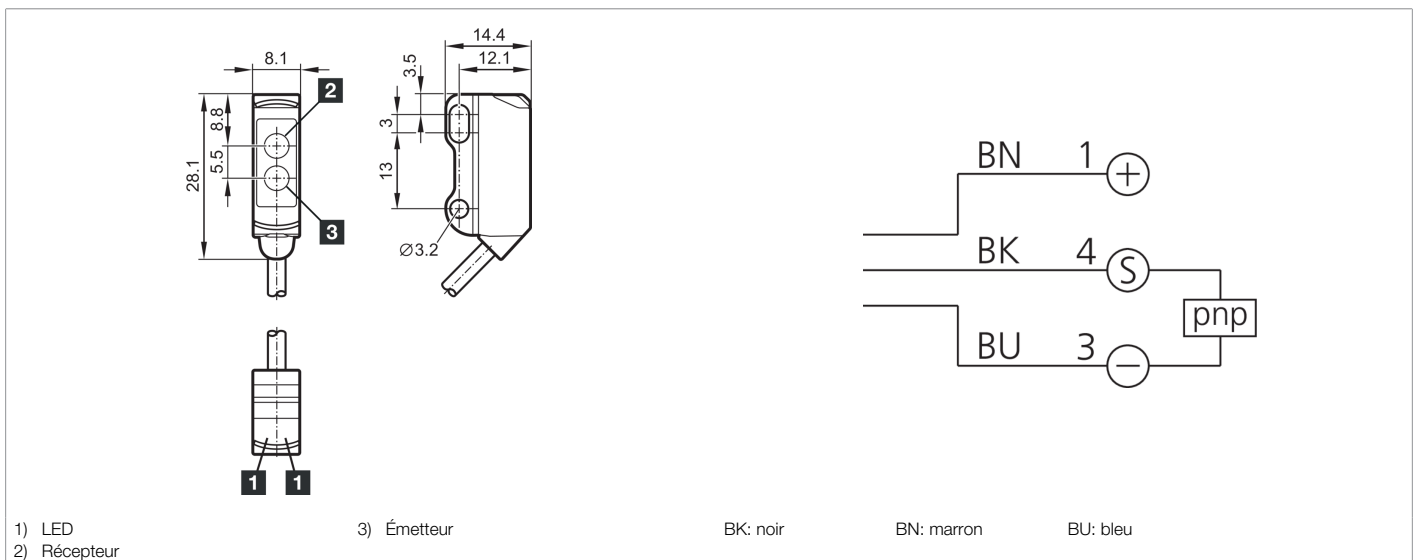 14.4
12.1
3.5
8.1
2
8.8
3
28.1
5.5
13
3
Ø3.2
1 1
BN 1 +
BK 4 S
pnp
BU 3 −
1) LED
2) Récepteur
3) Émetteur
BK: noir
BN: marron
BU: bleu